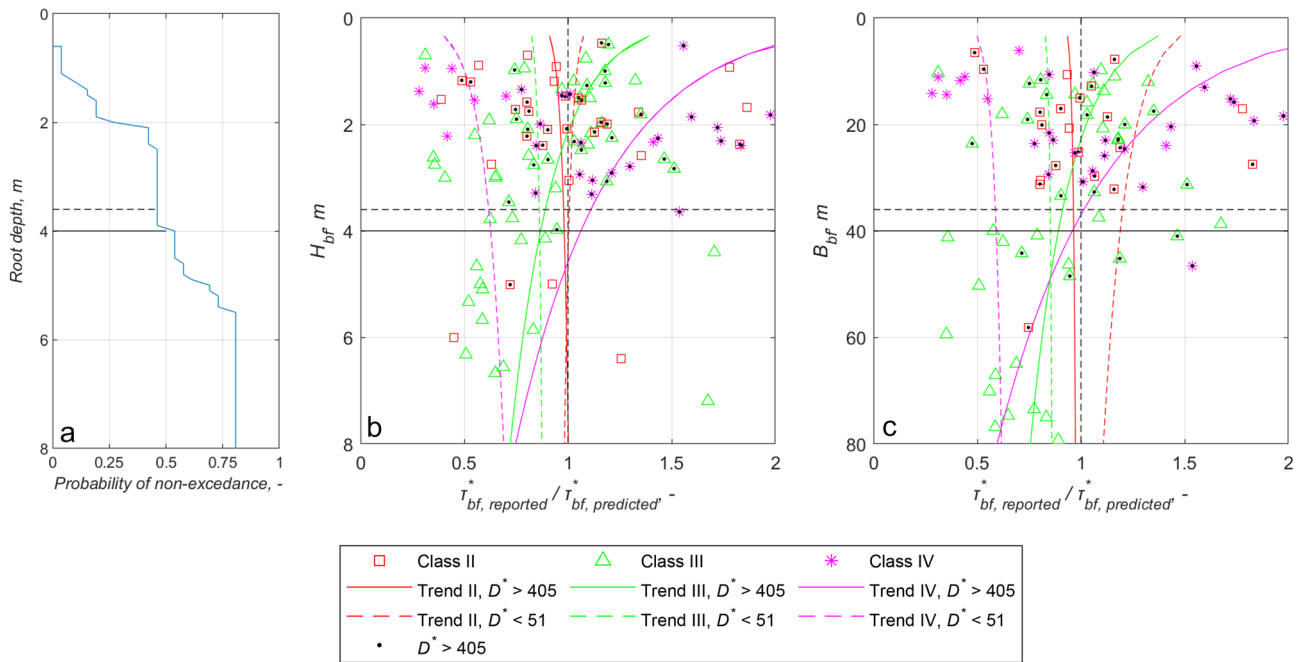 0
2
4
6
8
Root depth, m
0
0.25
0.5
0.75
1
Probability of non-excedance, -
a
0
2
4
6
8
H_bf, m
0
0.5
1
1.5
2
τ*_bf, reported / τ*_bf, predicted, -
b
0
20
40
60
80
B_bf, m
0
0.5
1
1.5
2
τ*_bf, reported / τ*_bf, predicted, -
c
Class II Class III Class IV
Trend II, D* > 405 Trend III, D* > 405 Trend IV, D* > 405
Trend II, D* < 51 Trend III, D* < 51 Trend IV, D* < 51
D* > 405